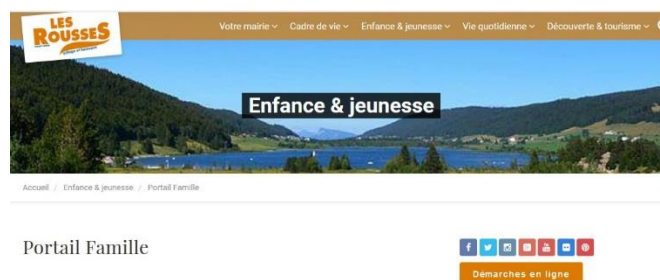 LES
ROUSSES
Votre mairie Cadre de vie Enfance & jeunesse Vie quotidienne Découverte & tourisme
Enfance & jeunesse
Accueil / Enfance & jeunesse / Portail Famille
Portail Famille
Démarches en ligne